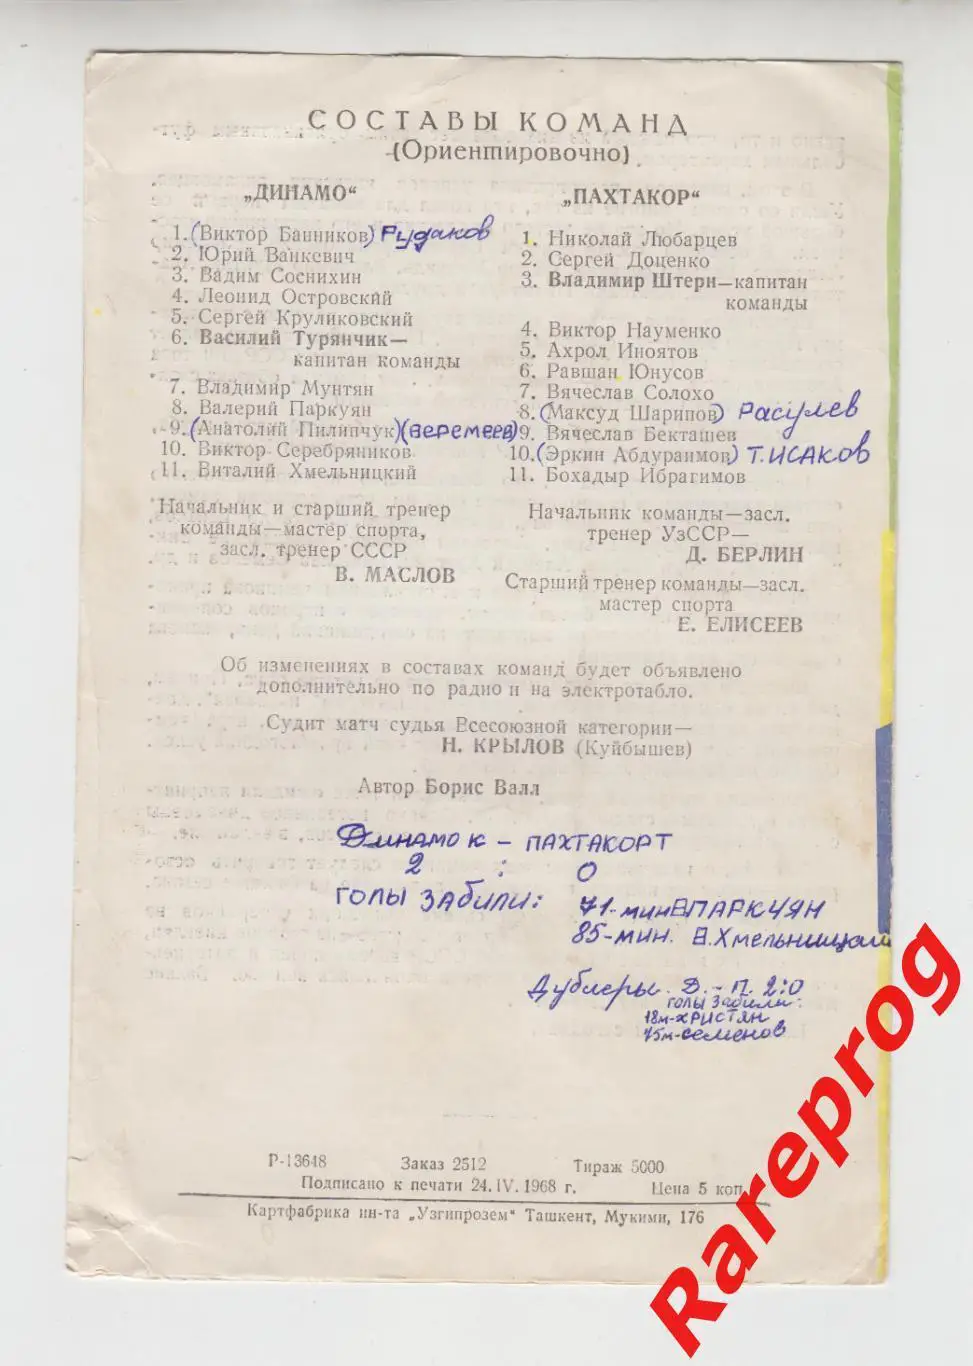 СОСТАВЫ КОМАНД
(Ориентировочно)
„ДИНАМО“
1. (Виктор Банников) Рудаков
2. Юрий Ванкевич
3. Вадим Соснихин
4. Леонид Островский
5. Сергей Круликовский
6. Василий Турянчик—
капитан команды
7. Владимир Мунтян
8. Валерий Паркуян
9. (Анатолий Пилипчук) (ВЕРЕМЕЕВ)
10. Виктор Серебряников
11. Виталий Хмельницкий
Начальник и старший тренер
команды—мастер спорта,
засл. тренер СССР
В. МАСЛОВ
„ПАХТАКОР“
1. Николай Любарцев
2. Сергей Доценко
3. Владимир Штерн—капитан
команды
4. Виктор Науменко
5. Ахрол Иноятов
6. Равшан Юнусов
7. Вячеслав Солохо
8. (Максуд Шарипов) Расулев
9. Вячеслав Бекташев
10. (Эркин Абдураимов) Т. ИСАКОВ
11. Бохадыр Ибрагимов
Начальник команды—засл.
тренер УзССР—
Д. БЕРЛИН
Старший тренер команды—засл.
мастер спорта
Е. ЕЛИСЕЕВ
Об изменениях в составах команд будет объявлено
дополнительно по радио и на электротабло.
Судит матч судья Всесоюзной категории—
Н. КРЫЛОВ (Куйбышев)
Автор Борис Валл
Динамо К - ПАХТАКОР Т
2 : 0
ГОЛЫ ЗАБИЛИ: 71-мин В ПАРКУЯН
85-мин. В. Хмельницкий
Дублеры Д. - П. 2:0
голы забили:
18м-ХРИСТЯН
75м-СЕМЕНОВ
Р-13648 Заказ 2512 Тираж 5000
Подписано к печати 24.IV. 1968 г. Цена 5 коп.
Картфабрика ин-та „Узгипрозем“ Ташкент, Мукими, 176
Rareprog